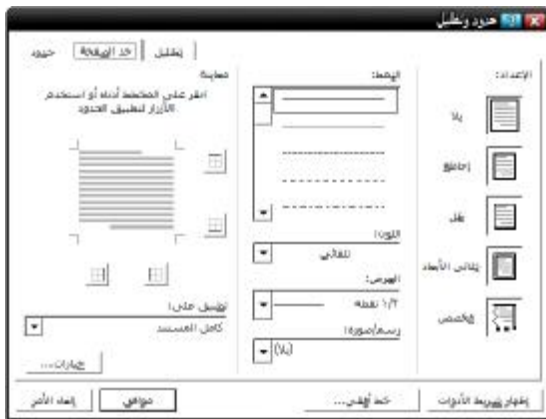 حدود وتظليل
حدود
حد الصفحة
تظليل
الإعداد:
بلا
إحاطة
ظل
ثلاثي الأبعاد
مخصص
النمط:
اللون:
تلقائي
العرض:
١/٢ نقطة
رسم/صورة:
(بلا)
معاينة
انقر على المخطط أدناه أو استخدم
الأزرار لتطبيق الحدود
تطبيق على:
كامل المستند
خيارات...
إظهار شريط الأدوات
خط أفقي...
موافق
إلغاء الأمر